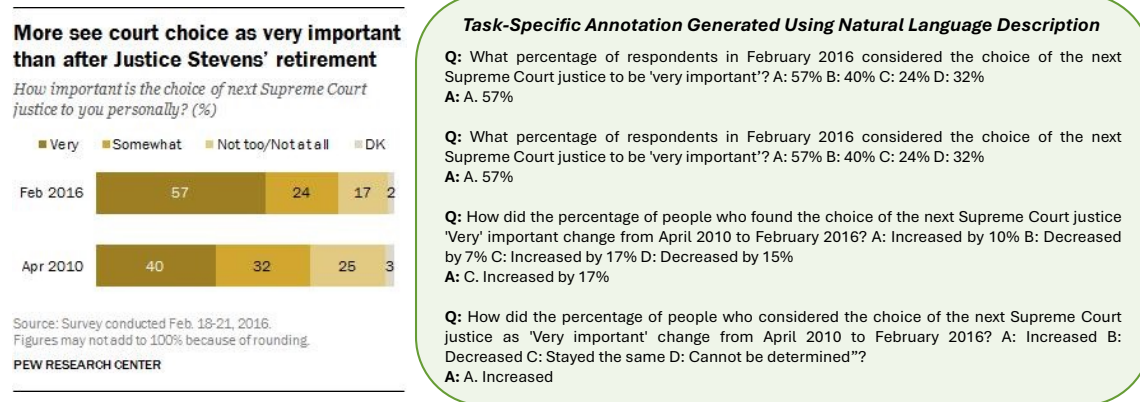 More see court choice as very important
than after Justice Stevens' retirement
How important is the choice of next Supreme Court
justice to you personally? (%)
Very Somewhat Not too/Not at all DK
Feb 2016 57 24 17 2
Apr 2010 40 32 25 3
Source: Survey conducted Feb. 18-21, 2016.
Figures may not add to 100% because of rounding.
PEW RESEARCH CENTER
Task-Specific Annotation Generated Using Natural Language Description
Q: What percentage of respondents in February 2016 considered the choice of the next
Supreme Court justice to be 'very important'? A: 57% B: 40% C: 24% D: 32%
A: A. 57%
Q: What percentage of respondents in February 2016 considered the choice of the next
Supreme Court justice to be 'very important'? A: 57% B: 40% C: 24% D: 32%
A: A. 57%
Q: How did the percentage of people who found the choice of the next Supreme Court justice
'Very' important change from April 2010 to February 2016? A: Increased by 10% B: Decreased
by 7% C: Increased by 17% D: Decreased by 15%
A: C. Increased by 17%
Q: How did the percentage of people who considered the choice of the next Supreme Court
justice as 'Very important' change from April 2010 to February 2016? A: Increased B:
Decreased C: Stayed the same D: Cannot be determined”?
A: A. Increased